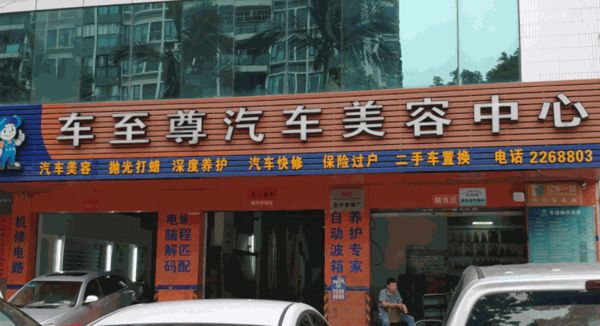 车至尊汽车美容中心
汽车美容 抛光打蜡 深度养护 汽车快修 保险过户 二手车置换 电话 2268803
机修电路
电脑解码
编程匹配
自动波箱
养护专家